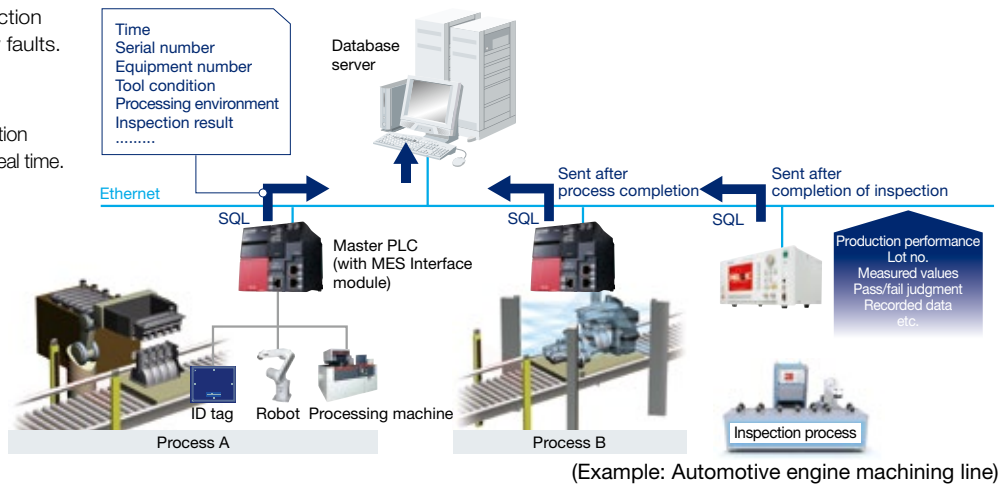 ction
faults.
tion
eal time.
Time
Serial number
Equipment number
Tool condition
Processing environment
Inspection result
.........
Database
server
Ethernet
SQL
Master PLC
(with MES Interface
module)
Sent after
process completion
SQL
Sent after
completion of inspection
SQL
Production performance
Lot no.
Measured values
Pass/fail judgment
Recorded data
etc.
ID tag
Robot
Processing machine
Process A
Process B
Inspection process
(Example: Automotive engine machining line)